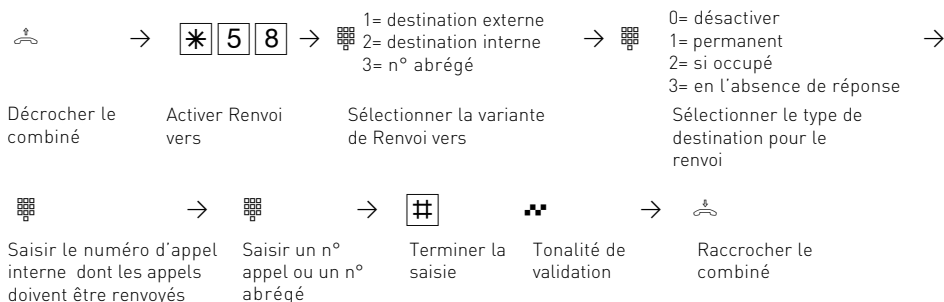 1= destination externe
2= destination interne
3= n° abrégé
0= désactiver
1= permanent
2= si occupé
3= en l'absence de réponse
* 5 8
Décrocher le
combiné
Activer Renvoi
vers
Sélectionner la variante
de Renvoi vers
Sélectionner le type de
destination pour le
renvoi
#
Saisir le numéro d'appel
interne dont les appels
doivent être renvoyés
Saisir un n°
appel ou un n°
abrégé
Terminer la
saisie
Tonalité de
validation
Raccrocher le
combiné